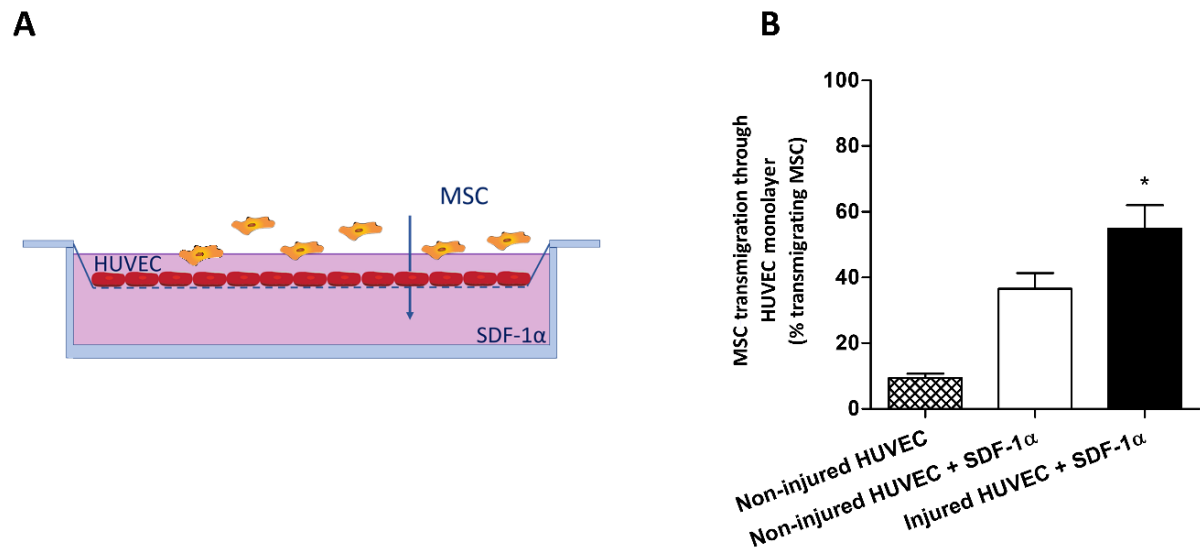 A
MSC
HUVEC
SDF-1α
B
MSC transmigration through
HUVEC monolayer
(% transmigrating MSC)
100
80
60
40
20
0
*
Non-injured HUVEC
Non-injured HUVEC + SDF-1α
Injured HUVEC + SDF-1α